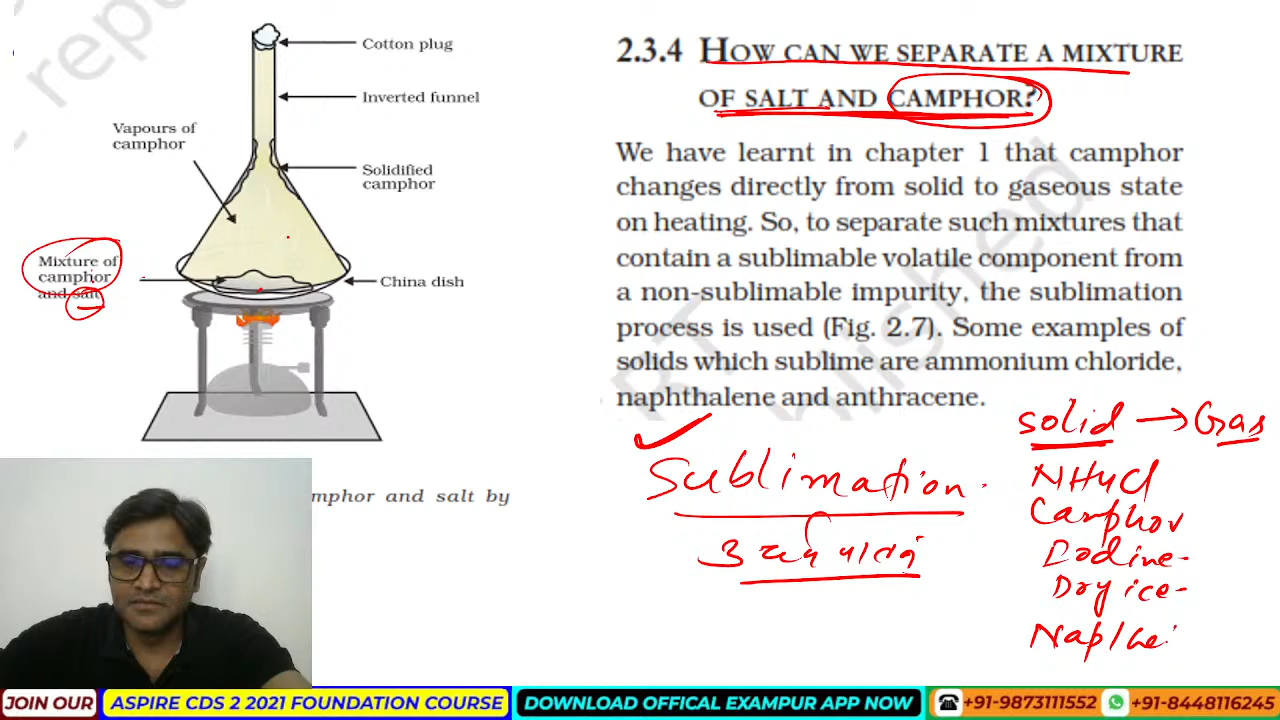 Cotton plug
Inverted funnel
Vapours of
camphor
Solidified
camphor
Mixture of
camphor
and salt
China dish
mphor and salt by
2.3.4 HOW CAN WE SEPARATE A MIXTURE
OF SALT AND CAMPHOR?
We have learnt in chapter 1 that camphor
changes directly from solid to gaseous state
on heating. So, to separate such mixtures that
contain a sublimable volatile component from
a non-sublimable impurity, the sublimation
process is used (Fig. 2.7). Some examples of
solids which sublime are ammonium chloride,
naphthalene and anthracene.
solid → Gas
Sublimation
NH4Cl
Camphor
Iodine-
Dry ice-
JOIN OUR
ASPIRE CDS 2 2021 FOUNDATION COURSE
DOWNLOAD OFFICAL EXAMPUR APP NOW
+91-9873111552
+91-8448116245